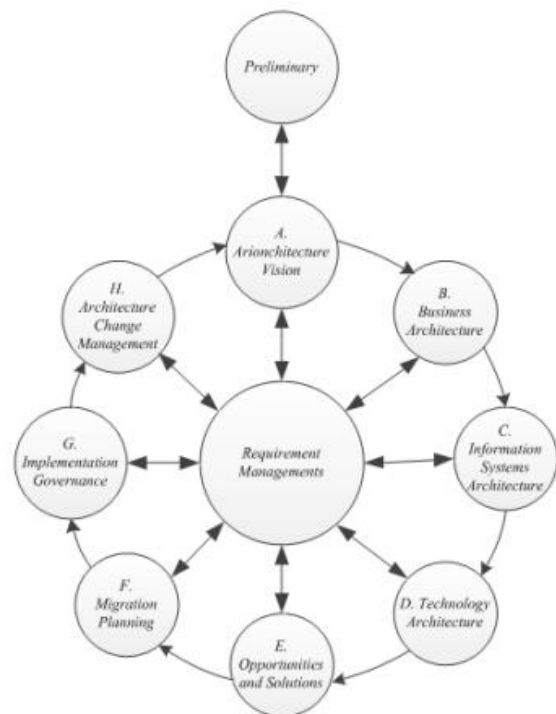 Preliminary
A.
Arionchitecture
Vision
B.
Business
Architecture
C.
Information
Systems
Architecture
D. Technology
Architecture
E.
Opportunities
and Solutions
F.
Migration
Planning
G.
Implementation
Governance
H.
Architecture
Change
Management
Requirement
Managements